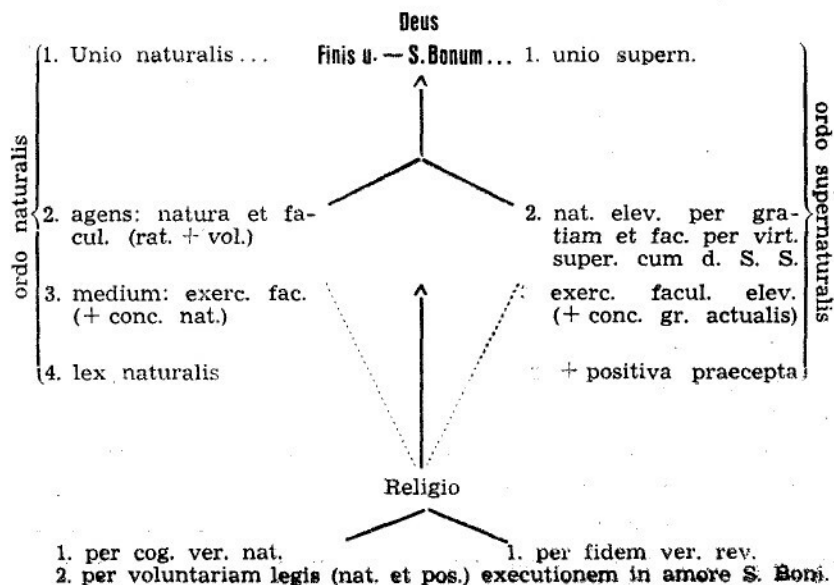 Deus
1. Unio naturalis ... Finis u. — S. Bonum ... 1. unio supern.
ordo naturalis
ordo supernaturalis
2. agens: natura et fa-
cul. (rat. + vol.)
2. nat. elev. per gra-
tiam et fac. per virt.
super. cum d. S. S.
3. medium: exerc. fac.
(+ conc. nat.)
exerc. facul. elev.
(+ conc. gr. actualis)
4. lex naturalis
+ positiva praecepta
Religio
1. per cog. ver. nat.
1. per fidem ver. rev.
2. per voluntariam legis (nat. et pos.) executionem in amore S. Boni